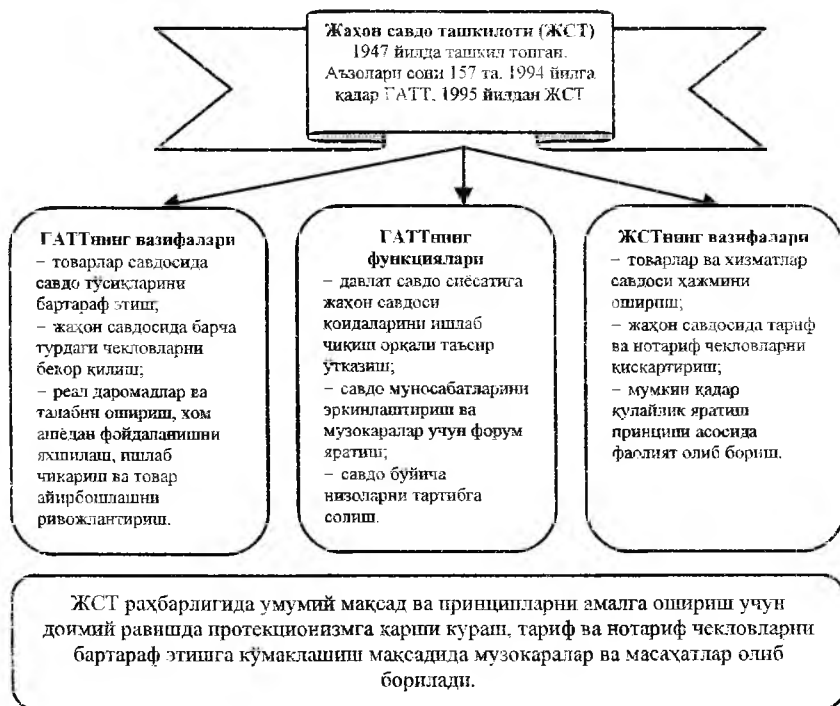 Жаҳон савдо ташкилоти (ЖСТ)
1947 йилда ташкил топган.
Аъзолари сони 157 та. 1994 йилга
қадар ГАТТ, 1995 йилдан ЖСТ
ГАТТнинг вазифалари
– товарлар савдосида
савдо тўсиқларини
бартараф этиш;
– жаҳон савдосида барча
турдаги чекловларни
бекор қилиш;
– реал даромадлар ва
талабни ошириш, хом
ашёдан фойдаланишни
яхшилаш, ишлаб
чиқариш ва товар
айирбошлашни
ривожлантириш.
ГАТТнинг
функциялари
– давлат савдо сиёсатига
жаҳон савдоси
қоидаларини ишлаб
чиқиш орқали таъсир
ўтказиш;
– савдо муносабатларини
эркинлаштириш ва
музокаралар учун форум
яратиш;
– савдо бўйича
низоларни тартибга
солиш.
ЖСТнинг вазифалари
– товарлар ва хизматлар
савдоси ҳажмини
ошириш;
– жаҳон савдосида тариф
ва нотариф чекловларни
қисқартириш;
– мумкин қадар
қулайлик яратиш
принципи асосида
фаолият олиб бориш.
ЖСТ раҳбарлигида умумий мақсад ва принципларни амалга ошириш учун
доимий равишда протекционизмга қарши кураш, тариф ва нотариф чекловларни
бартараф этишга кўмаклашиш мақсадида музокаралар ва масаҳатлар олиб
борилади.